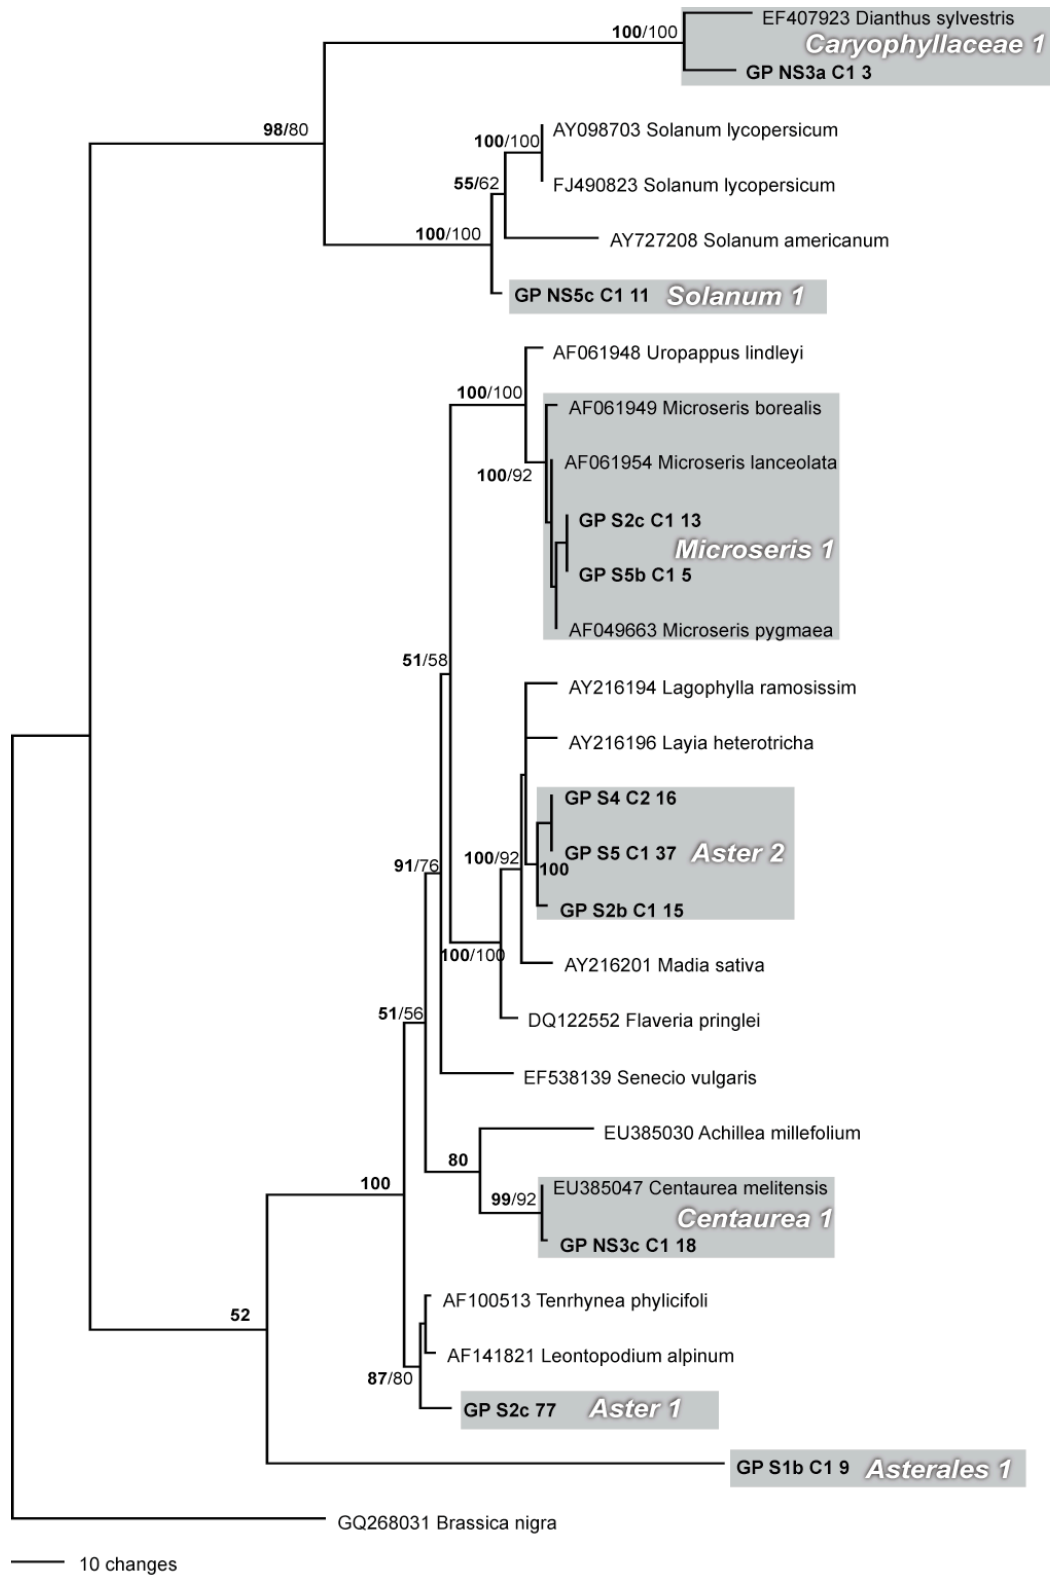 EF407923 Dianthus sylvestris
100/100
Caryophyllaceae 1
GP NS3a C1 3
98/80
AY098703 Solanum lycopersicum
100/100
55/62
FJ490823 Solanum lycopersicum
100/100
AY727208 Solanum americanum
GP NS5c C1 11 Solanum 1
AF061948 Uropappus lindleyi
100/100
AF061949 Microseris borealis
AF061954 Microseris lanceolata
100/92
GP S2c C1 13
Microseris 1
GP S5b C1 5
AF049663 Microseris pygmaea
51/58
AY216194 Lagophylla ramosissim
AY216196 Layia heterotricha
GP S4 C2 16
GP S5 C1 37 Aster 2
100/92
91/76
100
GP S2b C1 15
100/100
AY216201 Madia sativa
51/56
DQ122552 Flaveria pringlei
EF538139 Senecio vulgaris
EU385030 Achillea millefolium
80
100
EU385047 Centaurea melitensis
99/92
Centaurea 1
GP NS3c C1 18
AF100513 Tenrhynea phylicifoli
52
AF141821 Leontopodium alpinum
87/80
GP S2c 77 Aster 1
GP S1b C1 9 Asterales 1
GQ268031 Brassica nigra
10 changes